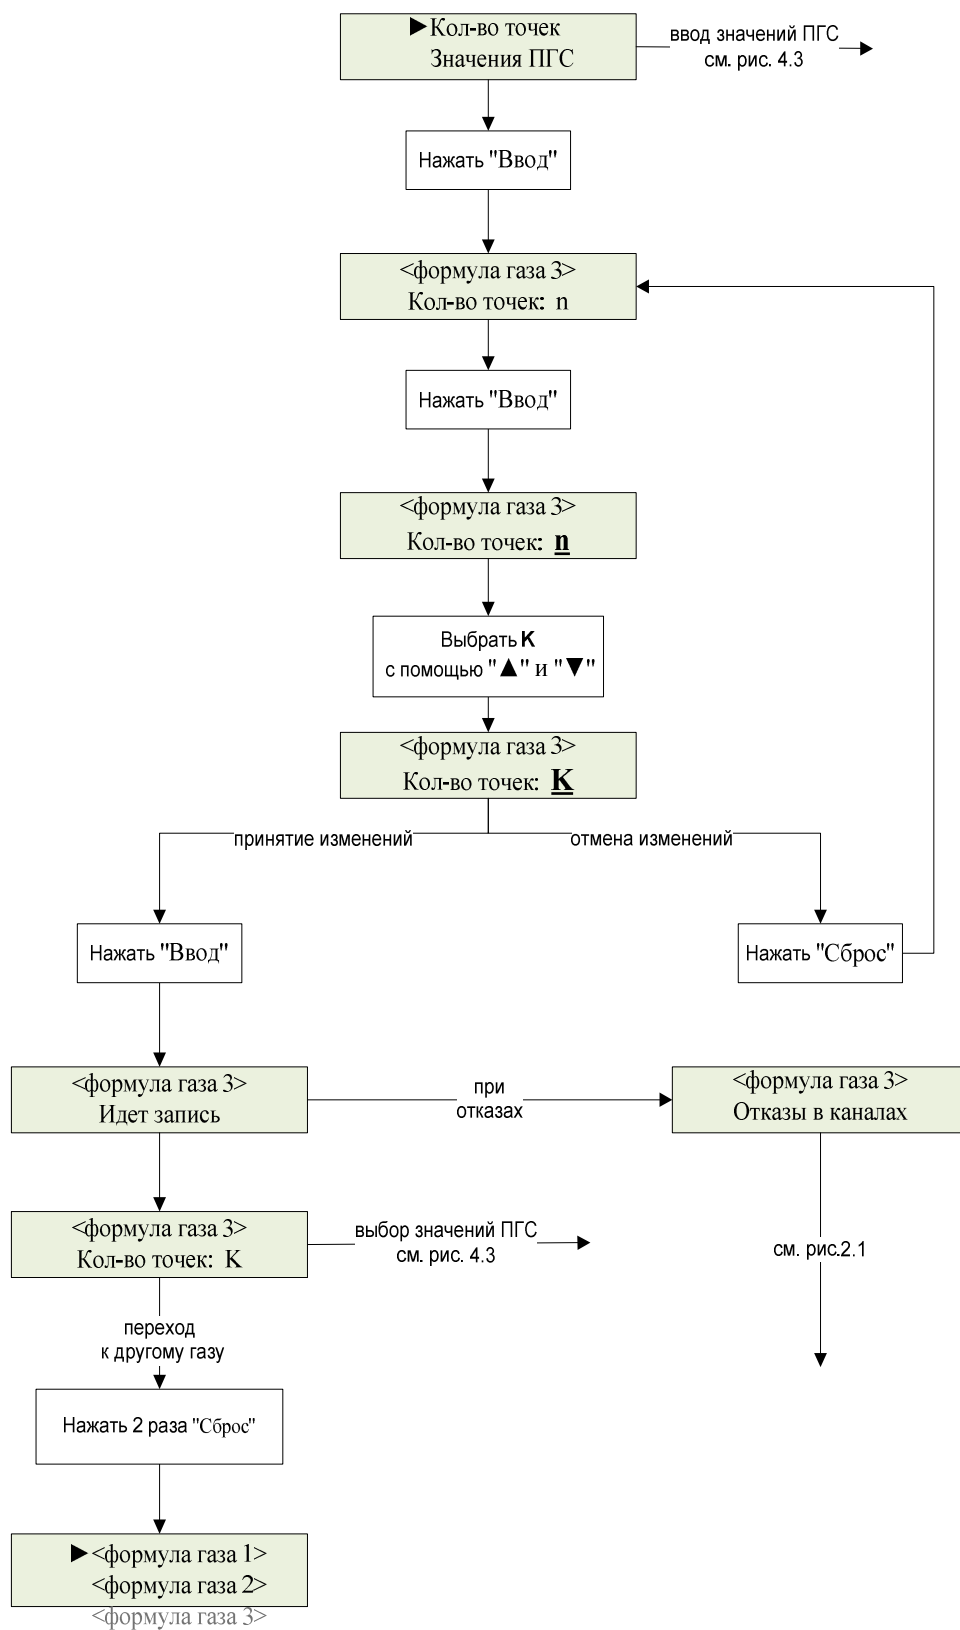 ▶Кол-во точек
Значения ПГС
ввод значений ПГС
см. рис. 4.3
Нажать "Ввод"
<формула газа 3>
Кол-во точек: n
Нажать "Ввод"
<формула газа 3>
Кол-во точек: n
Выбрать К
с помощью "▲" и "▼"
<формула газа 3>
Кол-во точек: К
принятие изменений
отмена изменений
Нажать "Ввод"
Нажать "Сброс"
<формула газа 3>
Идет запись
при
отказах
<формула газа 3>
Отказы в каналах
<формула газа 3>
Кол-во точек: К
выбор значений ПГС
см. рис. 4.3
см. рис.2.1
переход
к другому газу
Нажать 2 раза "Сброс"
▶<формула газа 1>
<формула газа 2>
<формула газа 3>